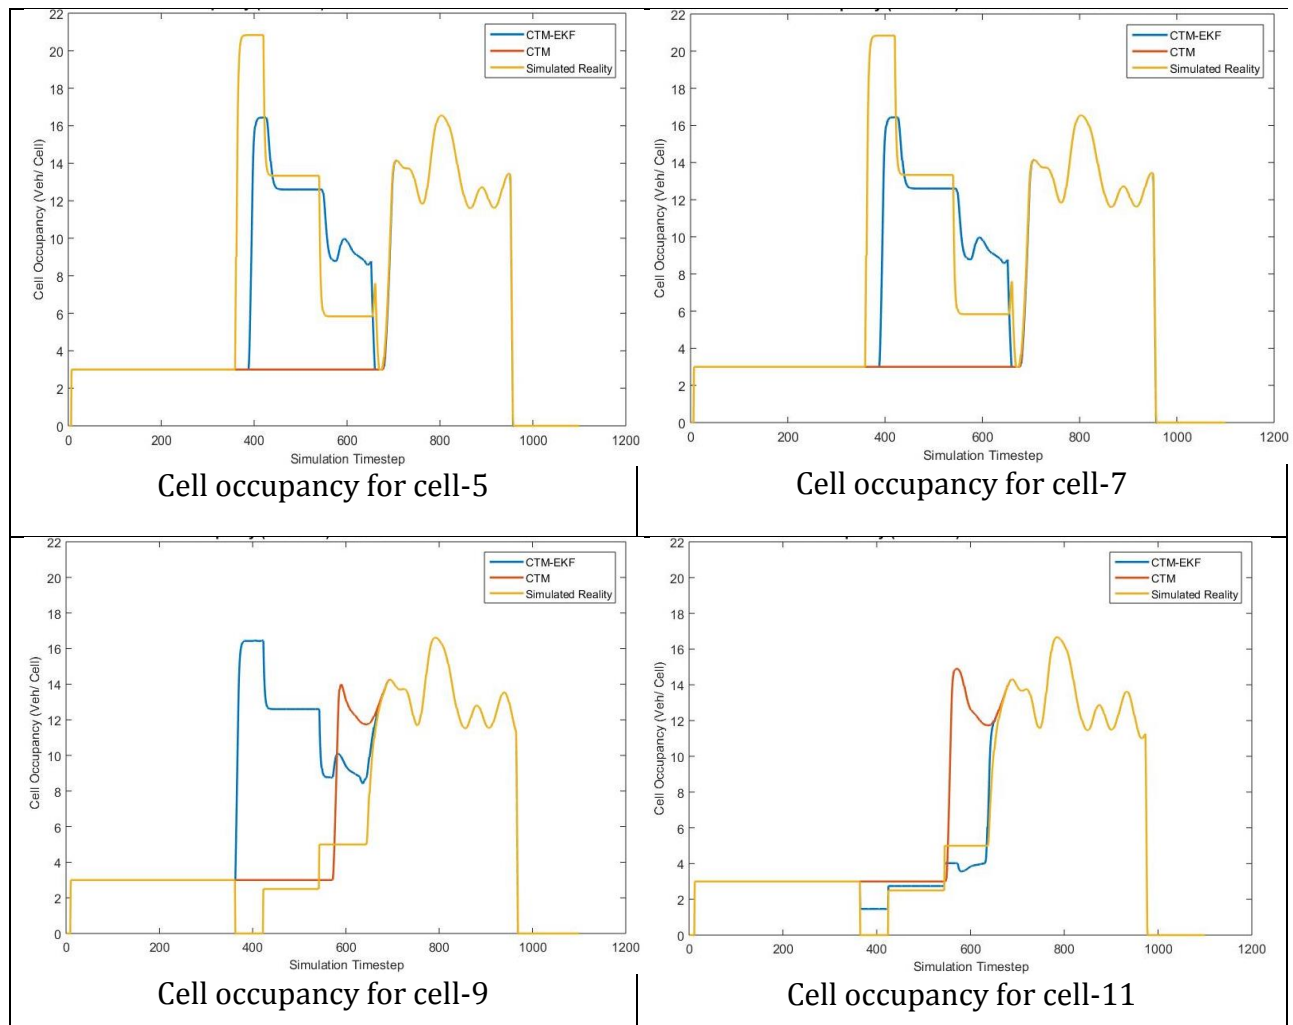 22
20
18
16
14
12
10
8
6
4
2
0
Cell Occupancy (Veh/ Cell)
CTM-EKF
CTM
Simulated Reality
0 200 400 600 800 1000 1200
Simulation Timestep
Cell occupancy for cell-5
22
20
18
16
14
12
10
8
6
4
2
0
Cell Occupancy (Veh/ Cell)
CTM-EKF
CTM
Simulated Reality
0 200 400 600 800 1000 1200
Simulation Timestep
Cell occupancy for cell-7
22
20
18
16
14
12
10
8
6
4
2
0
Cell Occupancy (Veh/ Cell)
CTM-EKF
CTM
Simulated Reality
0 200 400 600 800 1000 1200
Simulation Timestep
Cell occupancy for cell-9
22
20
18
16
14
12
10
8
6
4
2
0
Cell Occupancy (Veh/ Cell)
CTM-EKF
CTM
Simulated Reality
0 200 400 600 800 1000 1200
Simulation Timestep
Cell occupancy for cell-11